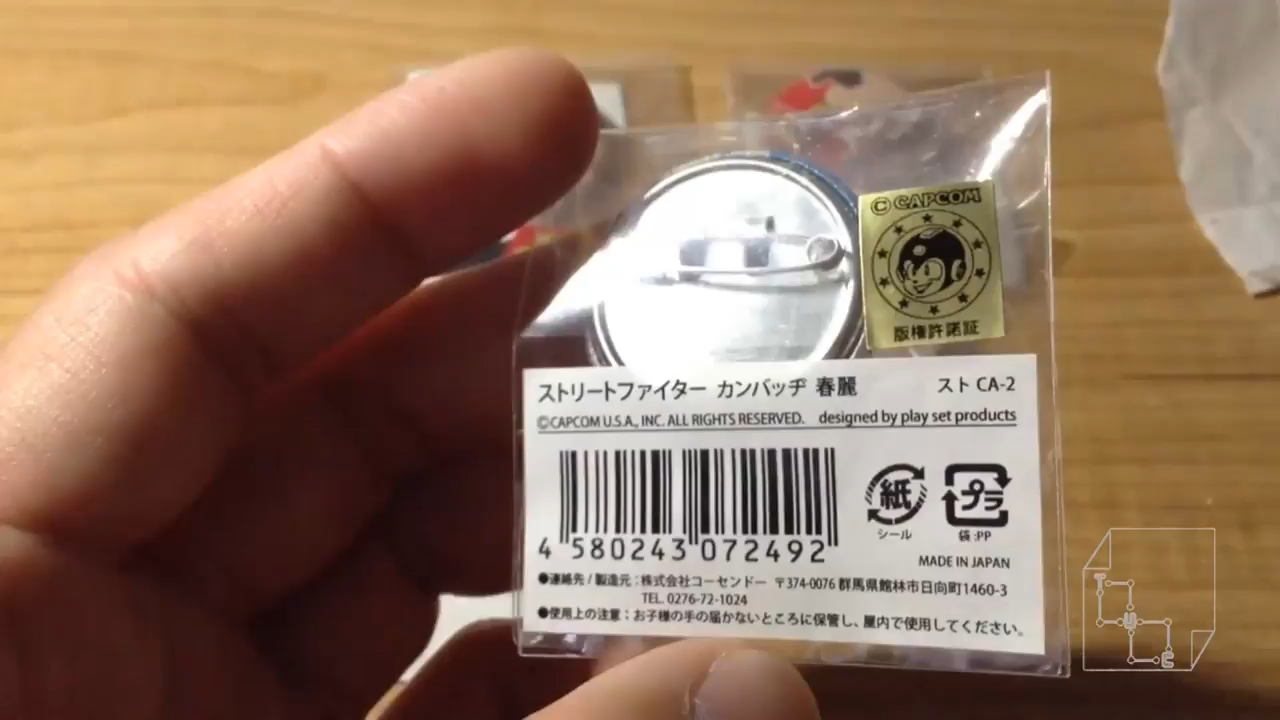 © CAPCOM
版権許諾証
ストリートファイター カンバッヂ 春麗 スト CA-2
©CAPCOM U.S.A., INC. ALL RIGHTS RESERVED. designed by play set products
紙
シール
プラ
袋:PP
4 580243 072492
MADE IN JAPAN
●連絡先 / 製造元：株式会社コーセンドー 〒374-0076 群馬県館林市日向町1460-3
TEL. 0276-72-1024
●使用上の注意：お子様の手の届かないところに保管し、屋内で使用してください。
T
U
C